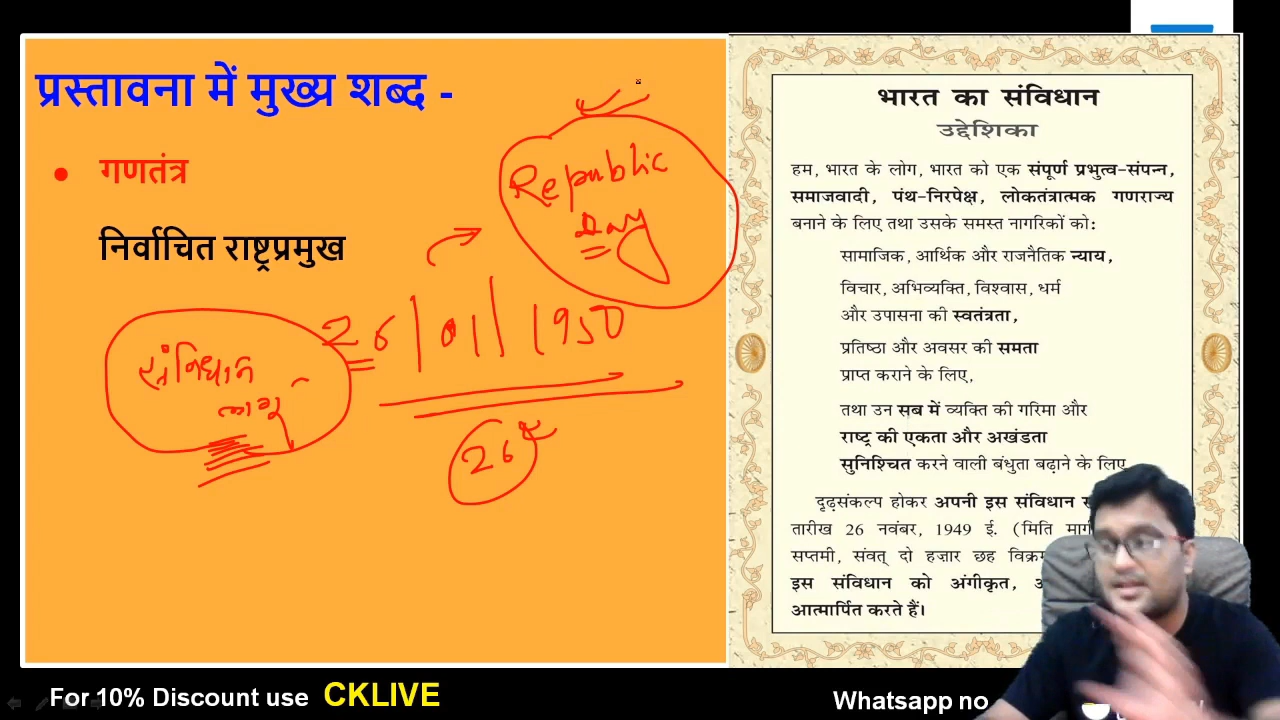 प्रस्तावना में मुख्य शब्द -
• गणतंत्र
निर्वाचित राष्ट्रप्रमुख
Republic
Day
26/01/1950
संविधान
लागू
26
भारत का संविधान
उद्देशिका
हम, भारत के लोग, भारत को एक संपूर्ण प्रभुत्व-संपन्न,
समाजवादी, पंथ-निरपेक्ष, लोकतंत्रात्मक गणराज्य
बनाने के लिए तथा उसके समस्त नागरिकों को:
सामाजिक, आर्थिक और राजनैतिक न्याय,
विचार, अभिव्यक्ति, विश्वास, धर्म
और उपासना की स्वतंत्रता,
प्रतिष्ठा और अवसर की समता
प्राप्त कराने के लिए,
तथा उन सब में व्यक्ति की गरिमा और
राष्ट्र की एकता और अखंडता
सुनिश्चित करने वाली बंधुता बढ़ाने के लिए
दृढ़संकल्प होकर अपनी इस संविधान
तारीख 26 नवंबर, 1949 ई. (मिति
सप्तमी, संवत् दो हजार छह
इस संविधान को अंगीकृत,
आत्मार्पित करते हैं।
For 10% Discount use CKLIVE
Whatsapp no